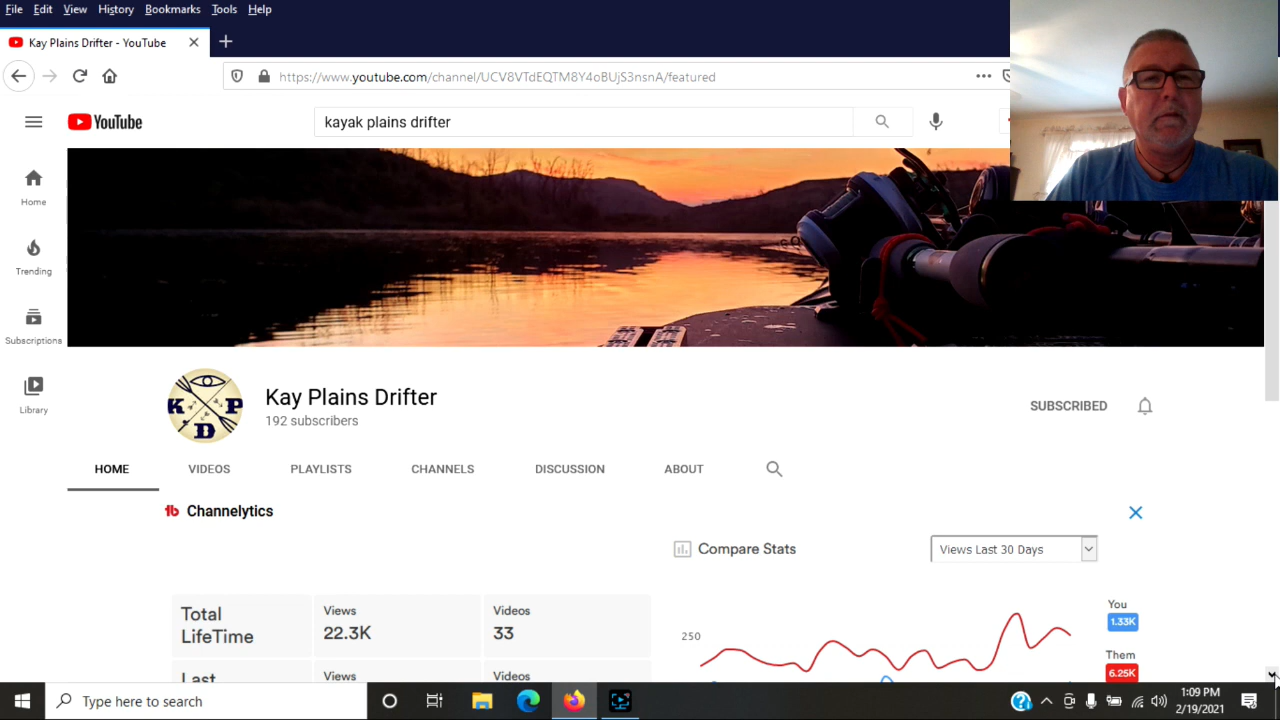 File Edit View History Bookmarks Tools Help
Kay Plains Drifter - YouTube
https://www.youtube.com/channel/UCV8VTdEQTM8Y4oBUjS3nsnA/featured
YouTube
kayak plains drifter
Home
Trending
Subscriptions
Library
K P D
Kay Plains Drifter
192 subscribers
SUBSCRIBED
HOME VIDEOS PLAYLISTS CHANNELS DISCUSSION ABOUT
tb Channelytics
Compare Stats
Views Last 30 Days
Total LifeTime
Views
22.3K
Videos
33
250
You
1.33K
Them
6.25K
Last
Views
Videos
Type here to search
1:09 PM
2/19/2021